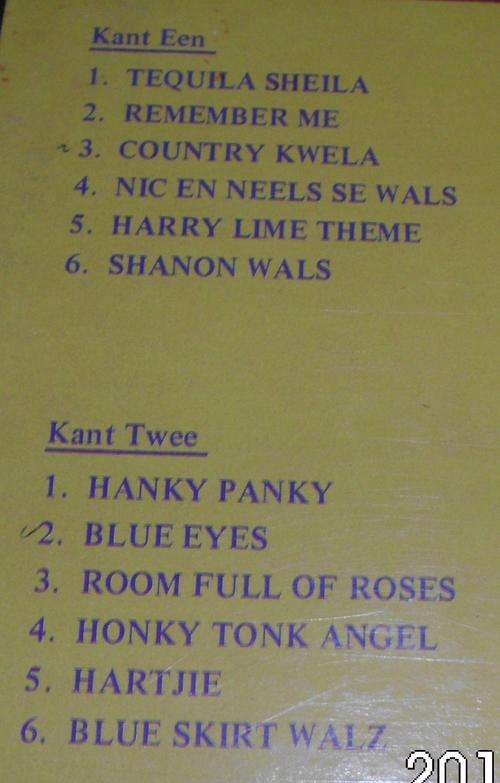 Kant Een
1. TEQUILA SHEILA
2. REMEMBER ME
3. COUNTRY KWELA
4. NIC EN NEELS SE WALS
5. HARRY LIME THEME
6. SHANON WALS
Kant Twee
1. HANKY PANKY
2. BLUE EYES
3. ROOM FULL OF ROSES
4. HONKY TONK ANGEL
5. HARTJIE
6. BLUE SKIRT WALZ
201